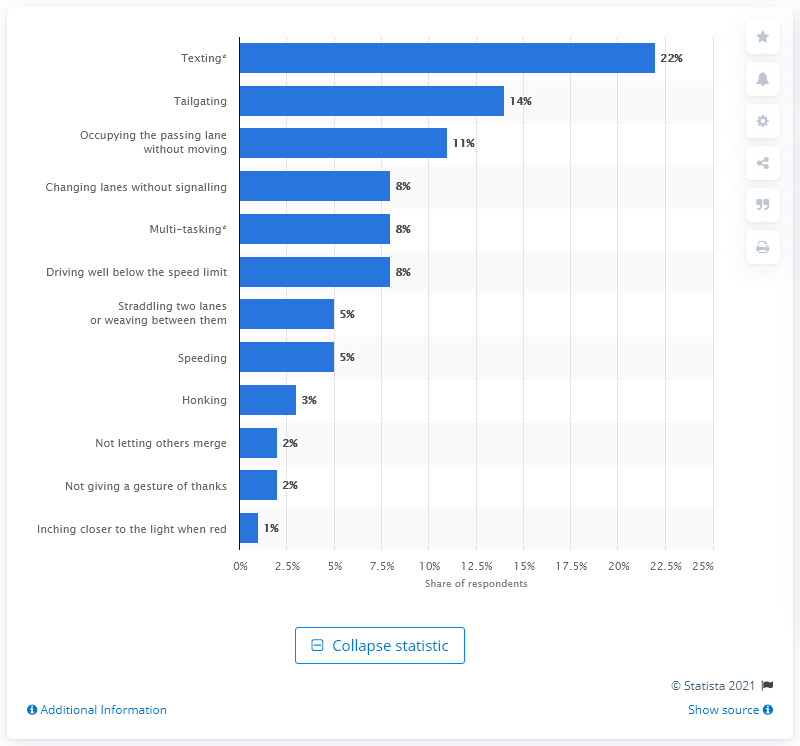 Texting*
22%
Tailgating
14%
Occupying the passing lane
without moving
11%
Changing lanes without signalling
8%
Multi-tasking*
8%
Driving well below the speed limit
8%
Straddling two lanes
or weaving between them
5%
Speeding
5%
Honking
3%
Not letting others merge
2%
Not giving a gesture of thanks
2%
Inching closer to the light when red
1%
0% 2.5% 5% 7.5% 10% 12.5% 15% 17.5% 20% 22.5% 25%
Share of respondents
Collapse statistic
© Statista 2021
Additional Information
Show source